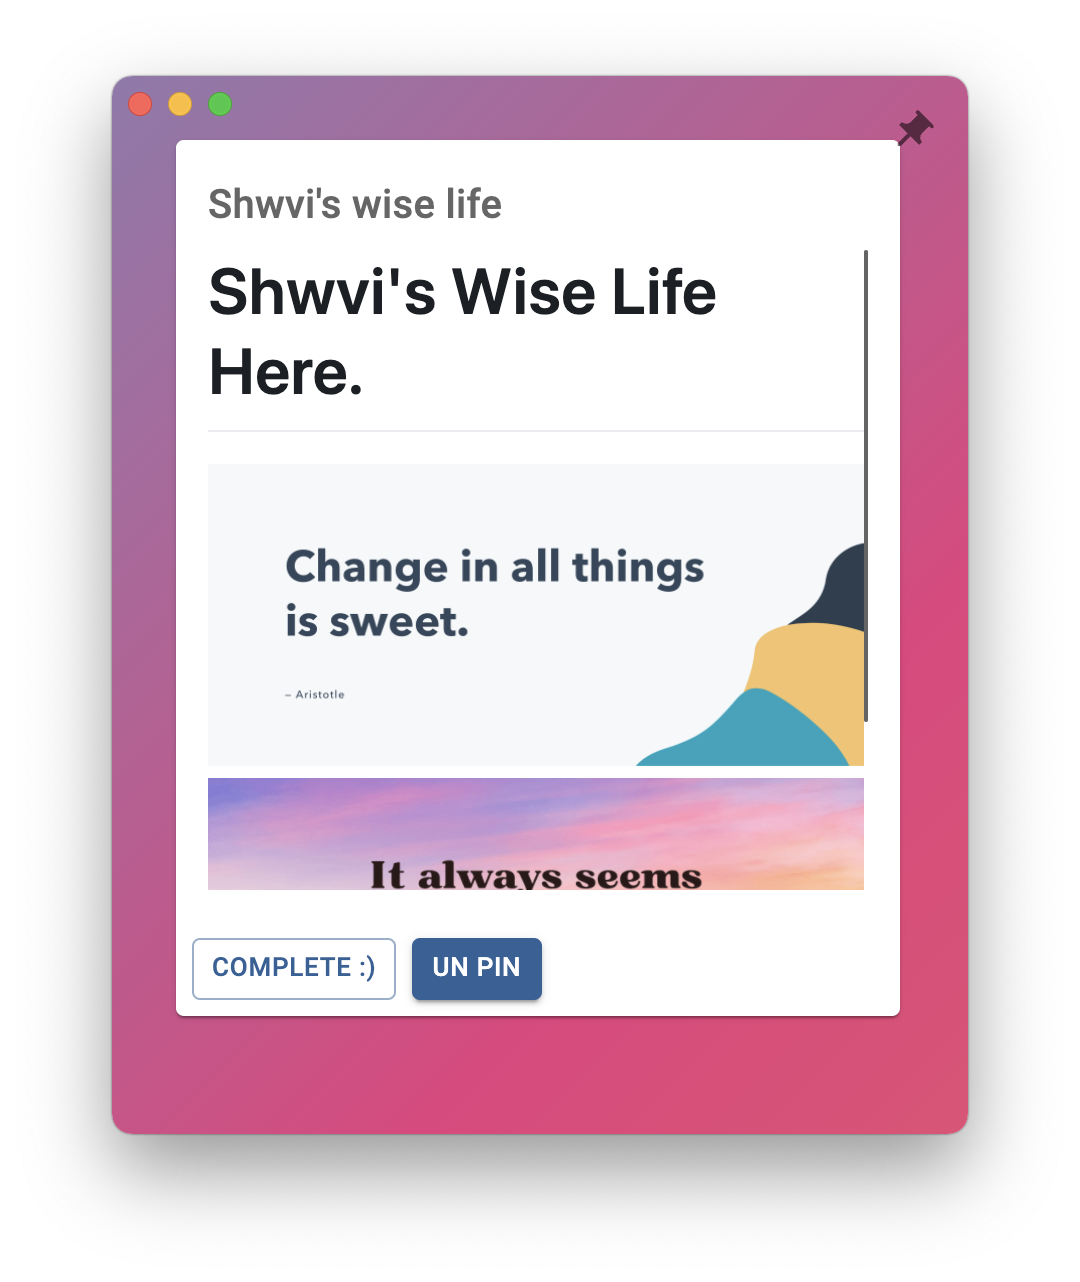 Shwvi's wise life
Shwvi's Wise Life
Here.
Change in all things
is sweet.
– Aristotle
It always seems
COMPLETE :)
UN PIN